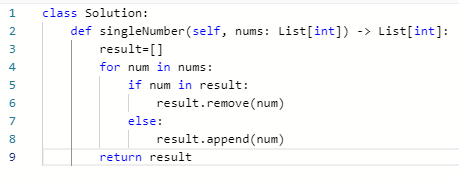 1 class Solution:
2     def singleNumber(self, nums: List[int]) -> List[int]:
3         result=[]
4         for num in nums:
5             if num in result:
6                 result.remove(num)
7             else:
8                 result.append(num)
9         return result